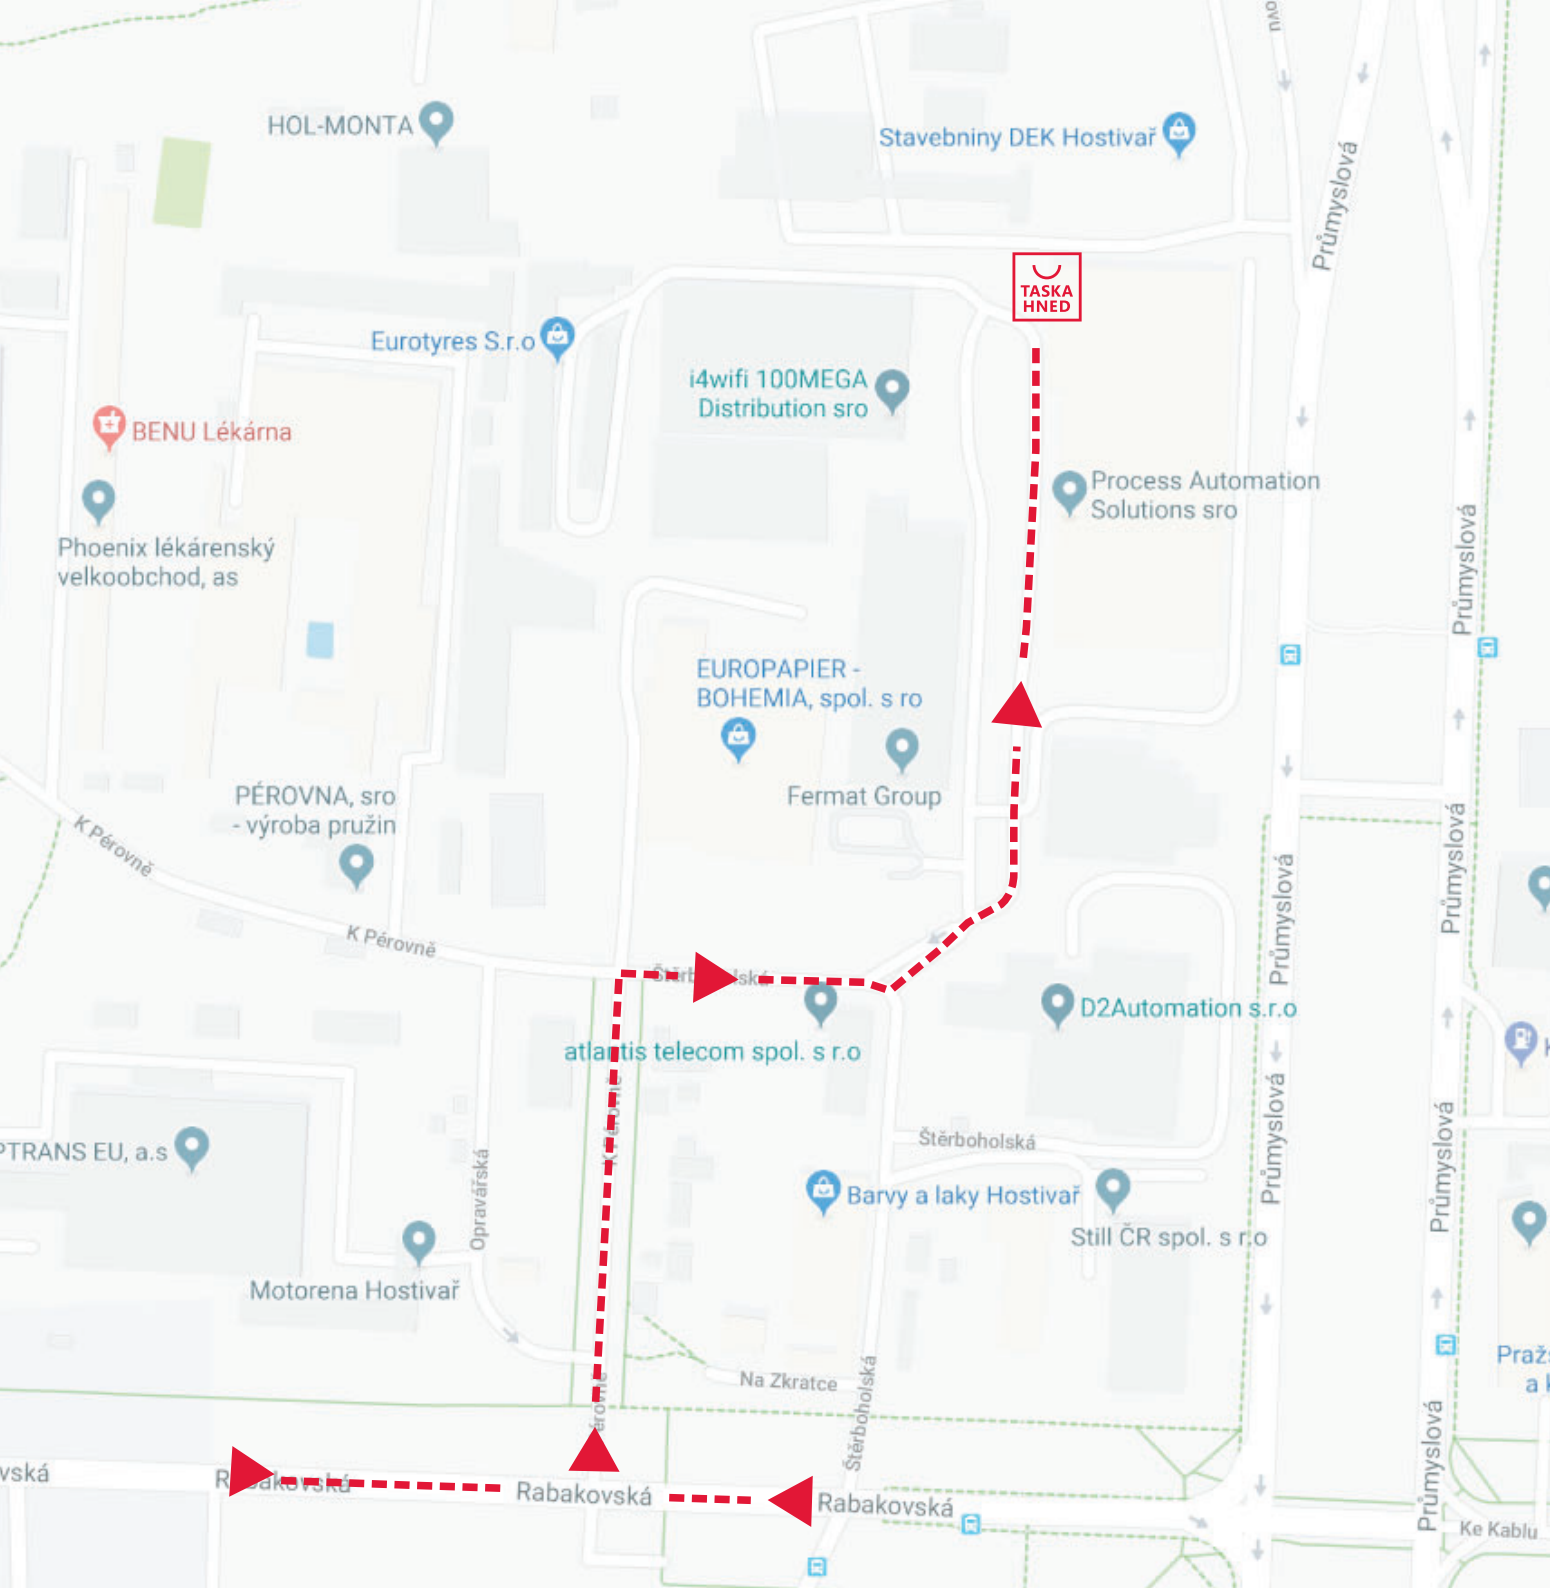 HOL-MONTA
Stavebniny DEK Hostivař
Průmyslová
TASKA
HNED
Eurotyres S.r.o
i4wifi 100MEGA
Distribution sro
BENU Lékárna
Process Automation
Solutions sro
Phoenix lékárenský
velkoobchod, as
Průmyslová
EUROPAPIER -
BOHEMIA, spol. s ro
PÉROVNA, sro
- výroba pružin
Fermat Group
K Pérovně
Průmyslová
Průmyslová
K Pérovně
D2Automation s.r.o
atlantis telecom spol. s r.o
K Pérovně
Štěrboholská
PTRANS EU, a.s
Průmyslová
Průmyslová
Opravářská
Barvy a laky Hostivař
Still ČR spol. s r.o
Motorena Hostivař
Na Zkratce
Štěrboholská
Průmyslová
Rabakovská
Rabakovská
Ke Kablu